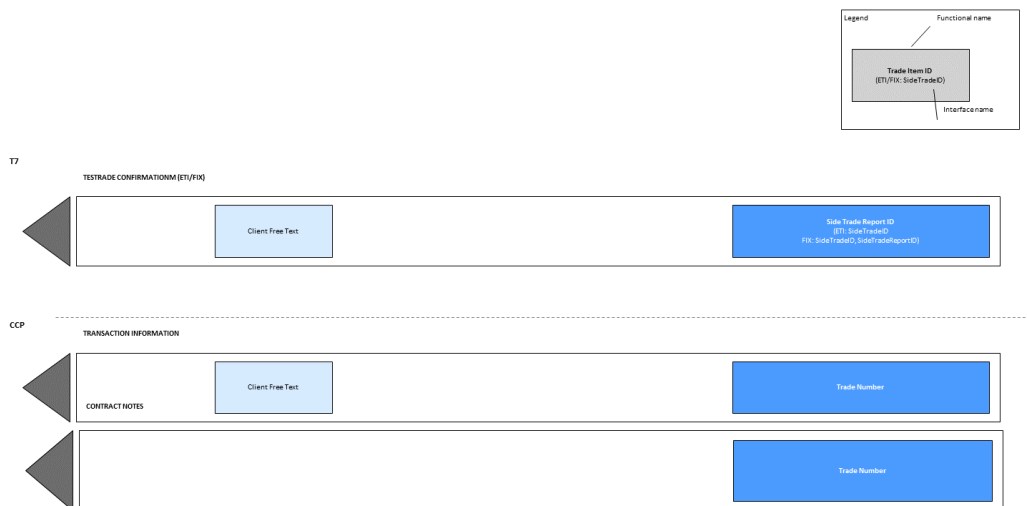 Legend
Functional name
Trade Item ID
(ETI/FIX: SideTradeID)
Interface name
T7
TESTRADE CONFIRMATIONM (ETI/FIX)
Client Free Text
Side Trade Report ID
(ETI: SideTradeID
FIX: SideTradeID, SideTradeReportID)
CCP
TRANSACTION INFORMATION
Client Free Text
Trade Number
CONTRACT NOTES
Trade Number